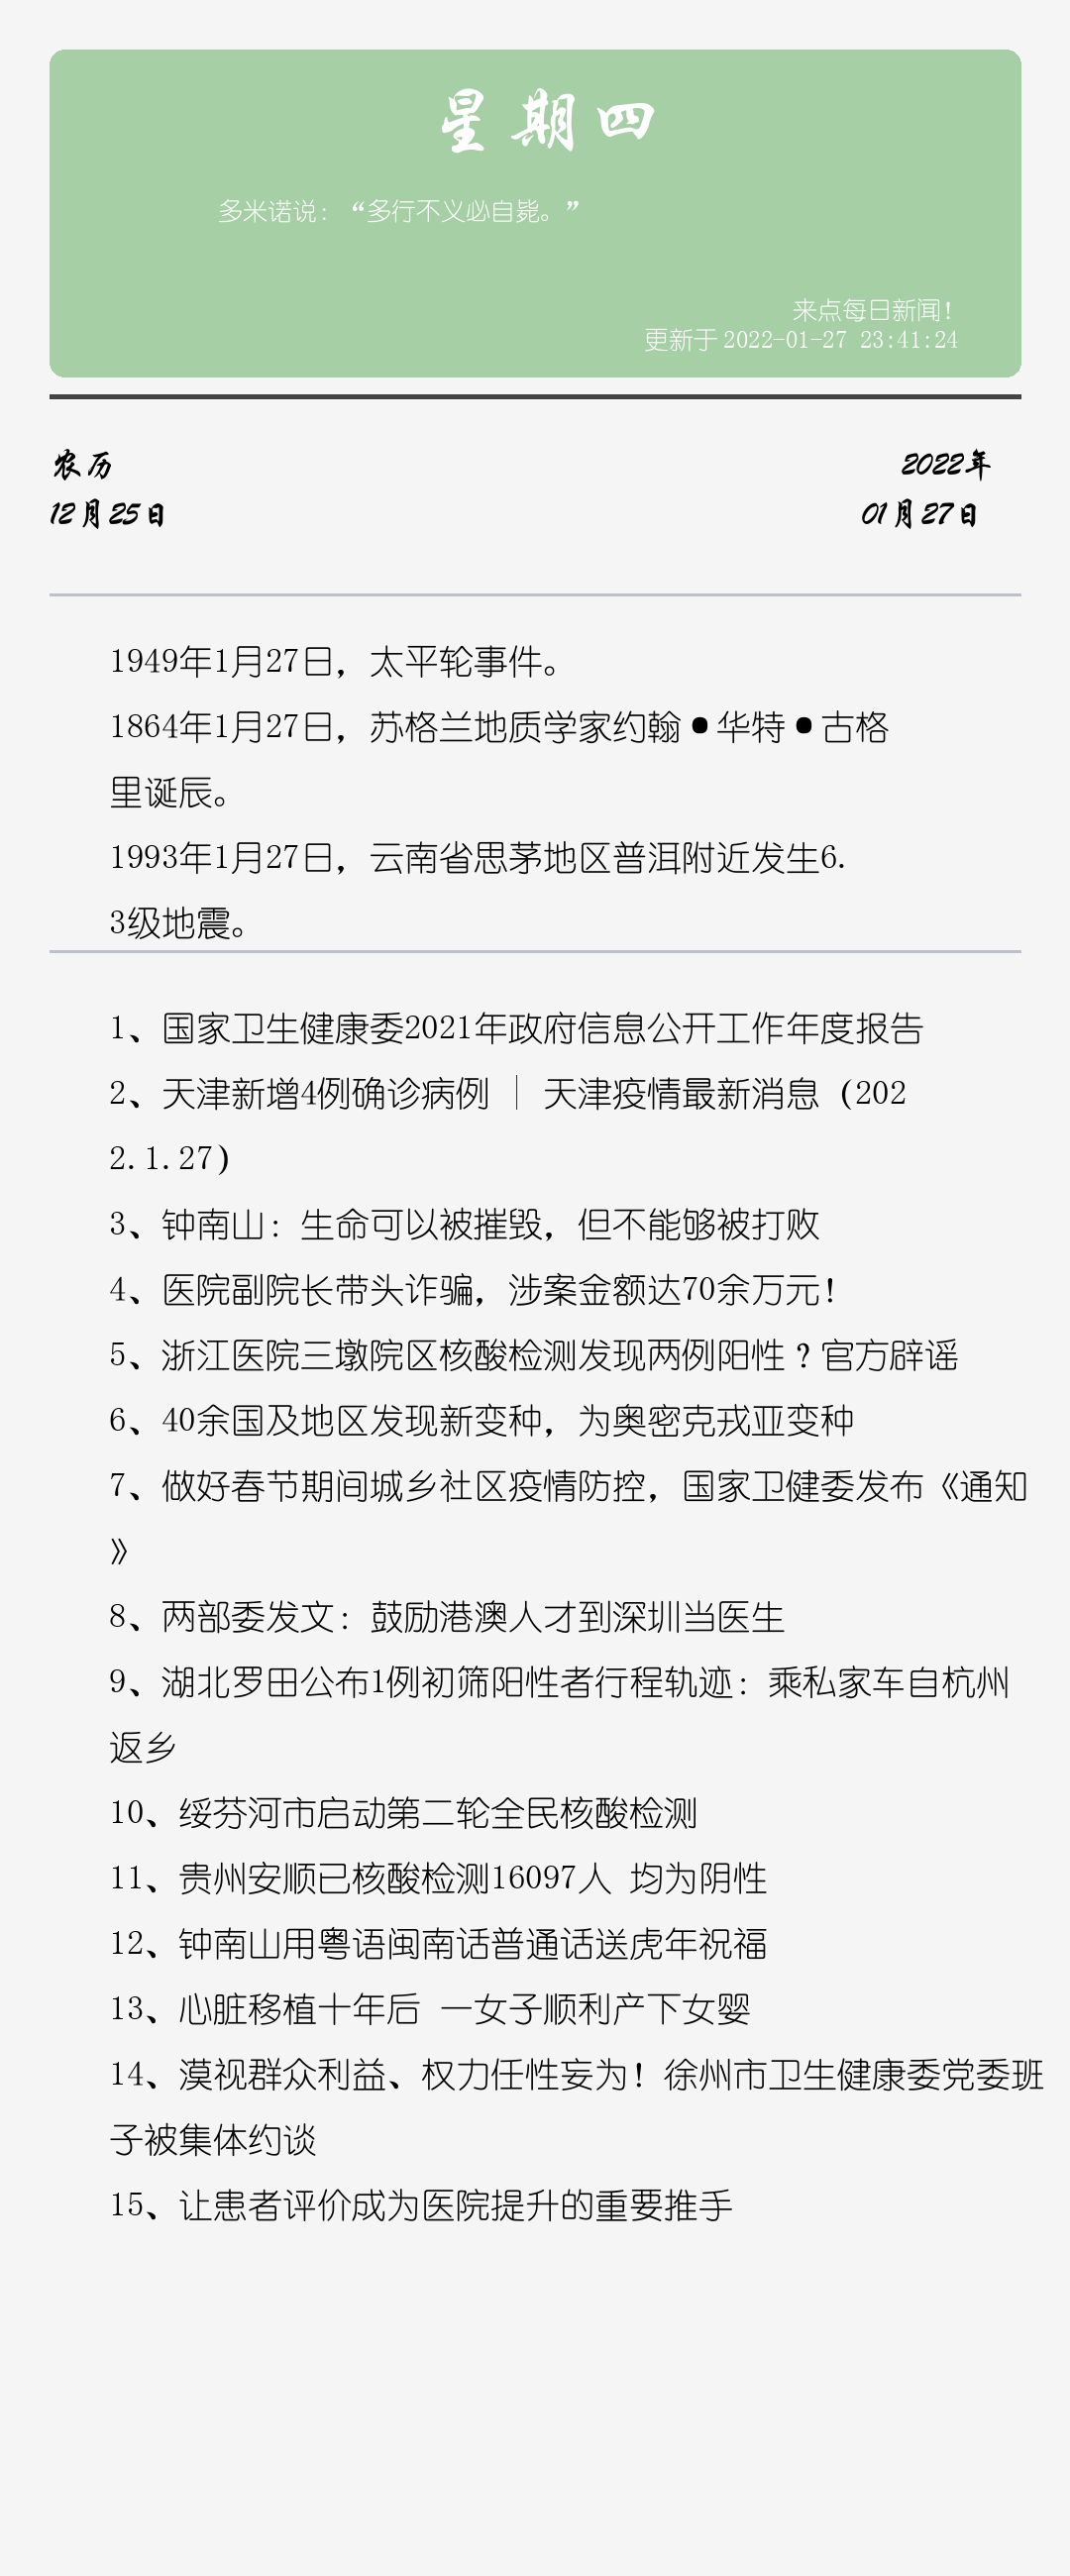 星期四
多米诺说：“多行不义必自毙。”
来点每日新闻！
更新于 2022-01-27 23:41:24
农历
12月25日
2022年
01月27日
1949年1月27日，太平轮事件。
1864年1月27日，苏格兰地质学家约翰•华特•古格
里诞辰。
1993年1月27日，云南省思茅地区普洱附近发生6.
3级地震。
1、国家卫生健康委2021年政府信息公开工作年度报告
2、天津新增4例确诊病例 | 天津疫情最新消息（202
2.1.27）
3、钟南山：生命可以被摧毁，但不能够被打败
4、医院副院长带头诈骗，涉案金额达70余万元！
5、浙江医院三墩院区核酸检测发现两例阳性？官方辟谣
6、40余国及地区发现新变种，为奥密克戎亚变种
7、做好春节期间城乡社区疫情防控，国家卫健委发布《通知
》
8、两部委发文：鼓励港澳人才到深圳当医生
9、湖北罗田公布1例初筛阳性者行程轨迹：乘私家车自杭州
返乡
10、绥芬河市启动第二轮全民核酸检测
11、贵州安顺已核酸检测16097人 均为阴性
12、钟南山用粤语闽南话普通话送虎年祝福
13、心脏移植十年后 一女子顺利产下女婴
14、漠视群众利益、权力任性妄为！徐州市卫生健康委党委班
子被集体约谈
15、让患者评价成为医院提升的重要推手